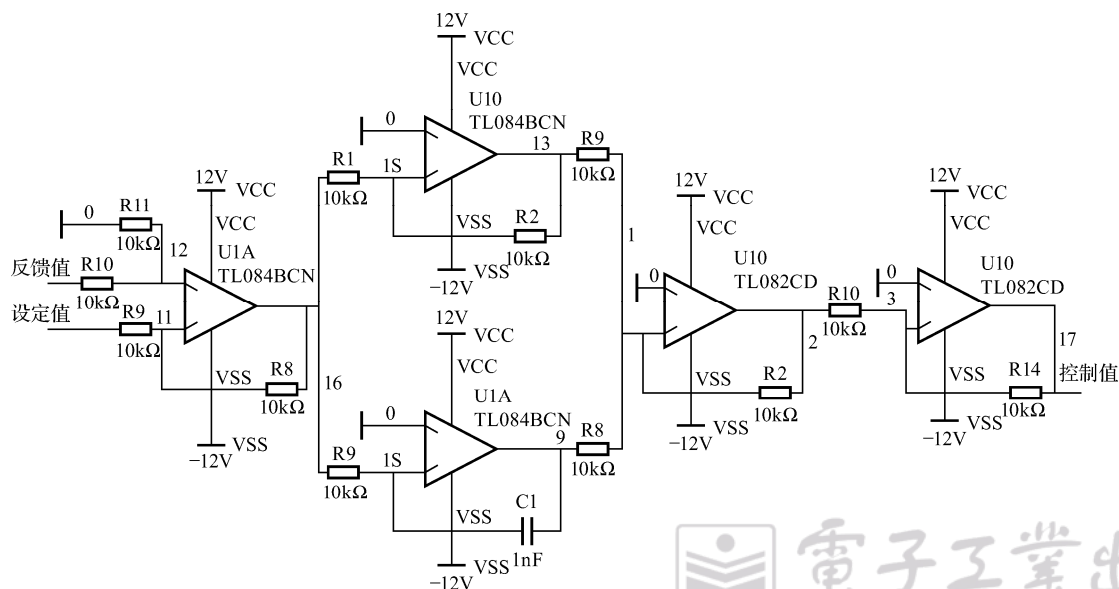 12V
VCC
VCC
U10
TL084BCN
0
13
R9
10kΩ
R1
10kΩ
1S
VSS
R2
10kΩ
VSS
−12V
12V
VCC
VCC
U1A
TL084BCN
0
R11
10kΩ
12
反馈值
R10
10kΩ
设定值
R9
10kΩ
11
VSS
R8
10kΩ
VSS
−12V
16
12V
VCC
VCC
U1A
TL084BCN
0
9
R8
10kΩ
R9
10kΩ
1S
VSS
C1
1nF
VSS
−12V
1
12V
VCC
VCC
U10
TL082CD
0
2
VSS
R2
10kΩ
VSS
−12V
R10
10kΩ
3
12V
VCC
VCC
U10
TL082CD
0
17
控制值
VSS
R14
10kΩ
VSS
−12V
電子工業出